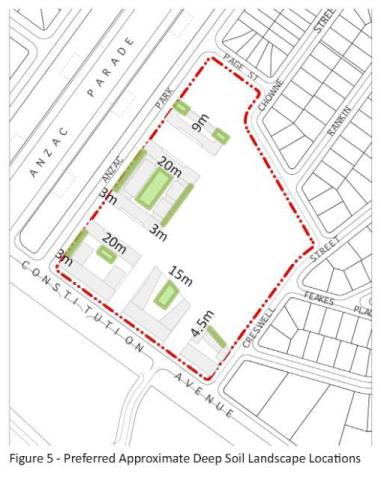 PAGE ST
STREET
CHOWNE
RANKIN
ANZAC PARADE
PARK
ANZAC
9m
20m
3m
3m
20m
3m
15m
4.5m
STREET
CRESWELL
FEAKES
CONSTITUTION AVENUE
Figure 5 - Preferred Approximate Deep Soil Landscape Locations